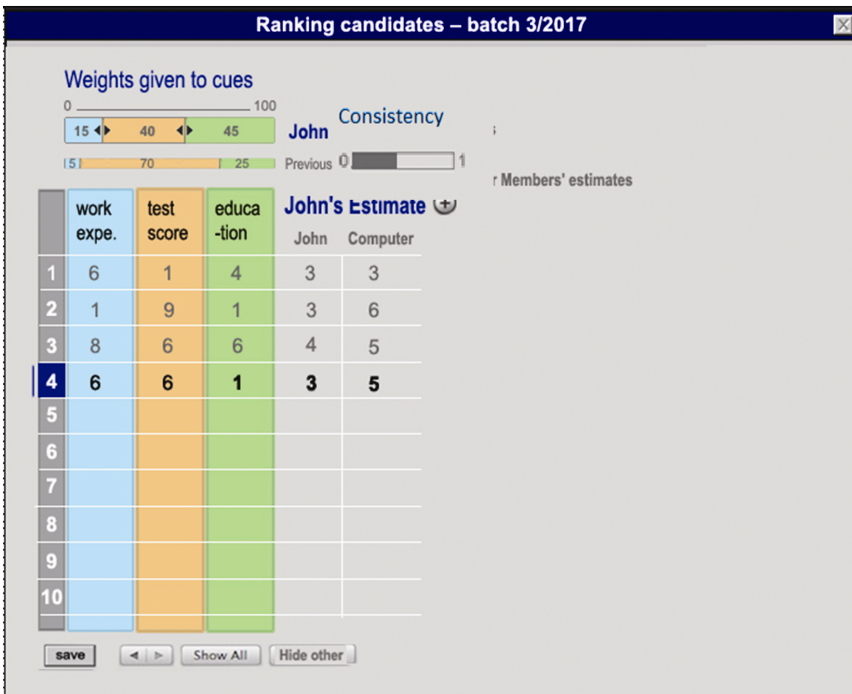 Ranking candidates – batch 3/2017
Weights given to cues
0 100
15 40 45 John Consistency
5 70 25 Previous 0 1
Members' estimates
work expe. test score educa-tion John's Estimate
John Computer
1 6 1 4 3 3
2 1 9 1 3 6
3 8 6 6 4 5
4 6 6 1 3 5
5
6
7
8
9
10
save Show All Hide other